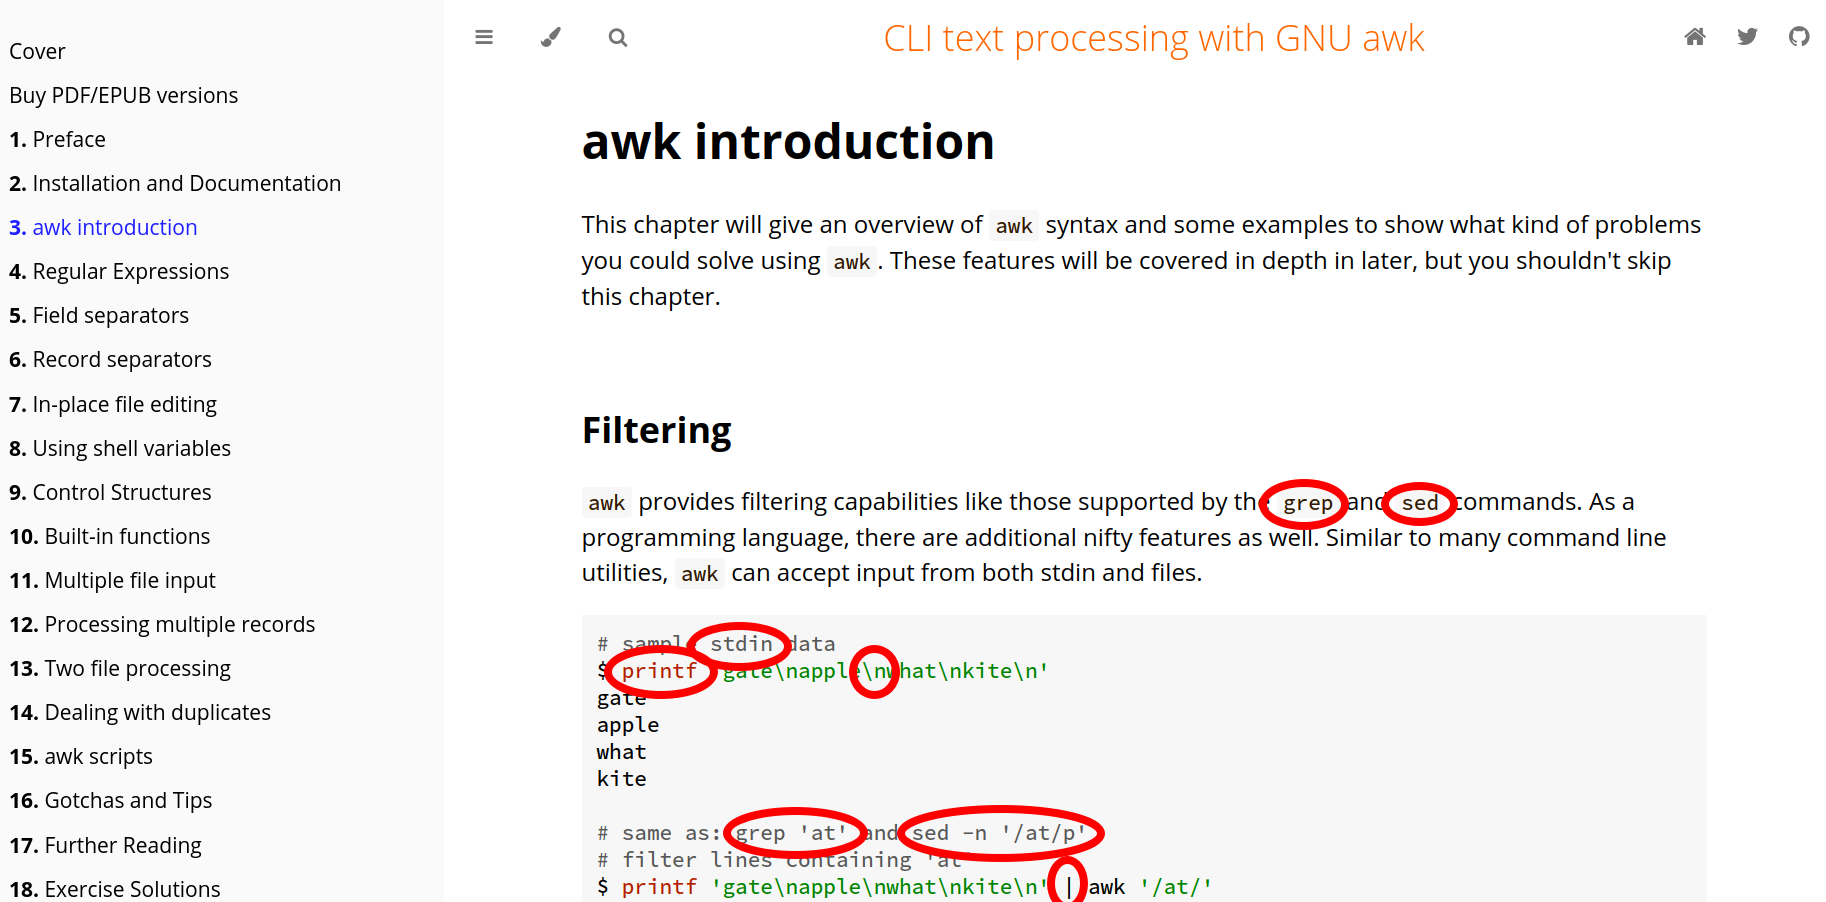 Cover
Buy PDF/EPUB versions
1. Preface
2. Installation and Documentation
3. awk introduction
4. Regular Expressions
5. Field separators
6. Record separators
7. In-place file editing
8. Using shell variables
9. Control Structures
10. Built-in functions
11. Multiple file input
12. Processing multiple records
13. Two file processing
14. Dealing with duplicates
15. awk scripts
16. Gotchas and Tips
17. Further Reading
18. Exercise Solutions
CLI text processing with GNU awk
awk introduction
This chapter will give an overview of awk syntax and some examples to show what kind of problems
you could solve using awk. These features will be covered in depth in later, but you shouldn't skip
this chapter.
Filtering
awk provides filtering capabilities like those supported by the grep and sed commands. As a
programming language, there are additional nifty features as well. Similar to many command line
utilities, awk can accept input from both stdin and files.
# sample stdin data
$ printf 'gate\napple\nwhat\nkite\n'
gate
apple
what
kite
# same as: grep 'at' and sed -n '/at/p'
# filter lines containing 'at'
$ printf 'gate\napple\nwhat\nkite\n' | awk '/at/'